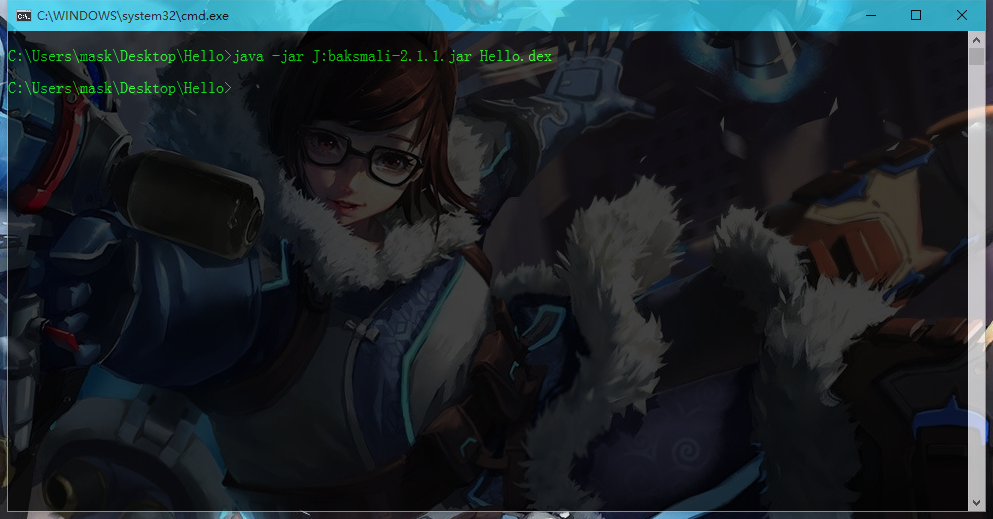 C:\WINDOWS\system32\cmd.exe
C:\Users\mask\Desktop\Hello>java -jar J:baksmali-2.1.1.jar Hello.dex
C:\Users\mask\Desktop\Hello>